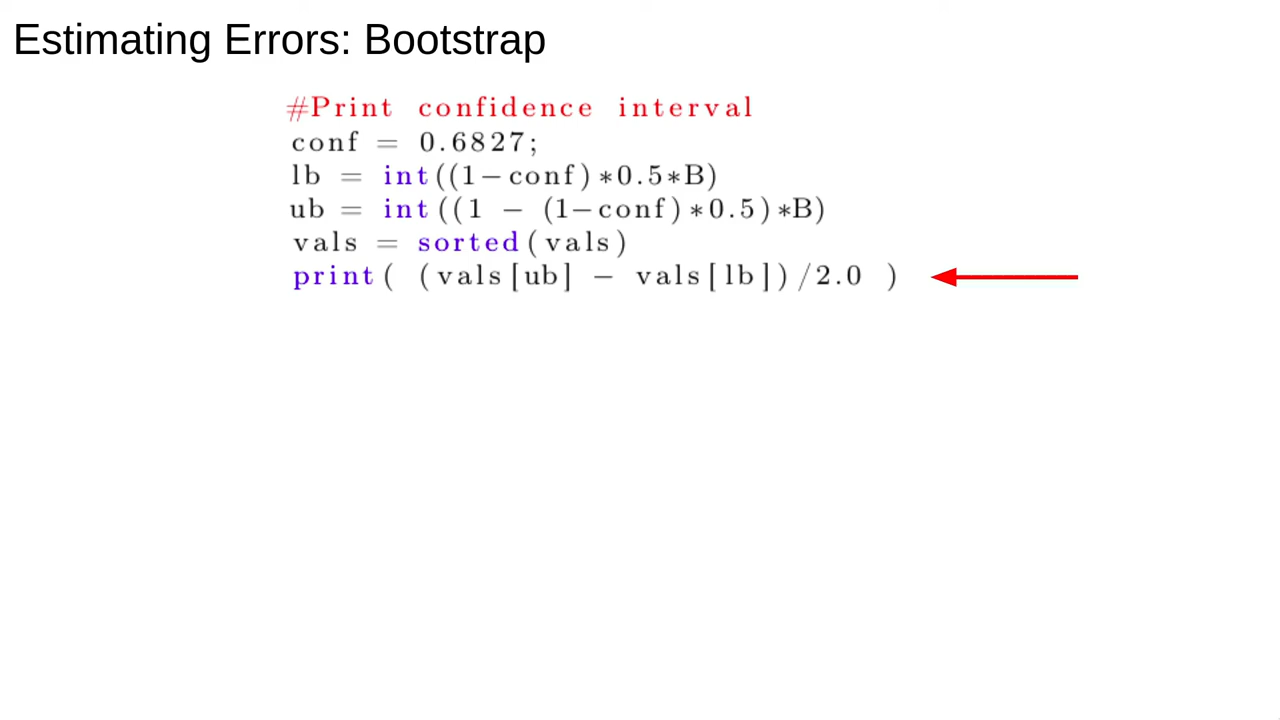 Estimating Errors: Bootstrap
#Print confidence interval
conf = 0.6827;
lb = int((1-conf)*0.5*B)
ub = int((1 - (1-conf)*0.5)*B)
vals = sorted(vals)
print( (vals[ub] - vals[lb])/2.0 )